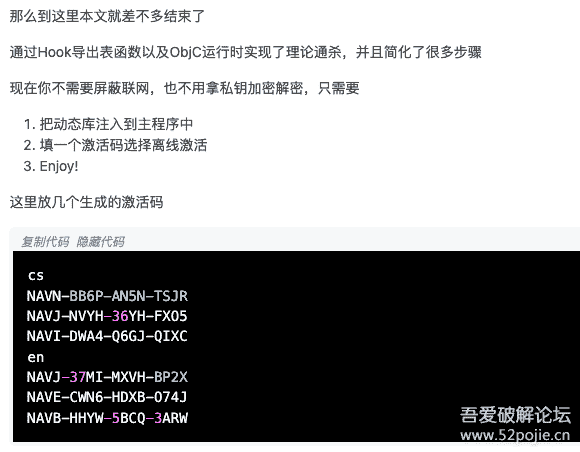 那么到这里本文就差不多结束了
通过Hook导出表函数以及ObjC运行时实现了理论通杀，并且简化了很多步骤
现在你不需要屏蔽联网，也不用拿私钥加密解密，只需要
1. 把动态库注入到主程序中
2. 填一个激活码选择离线激活
3. Enjoy!
这里放几个生成的激活码
复制代码 隐藏代码
cs
NAVN-BB6P-AN5N-TSJR
NAVJ-NVYH-36YH-FXO5
NAVI-DWA4-Q6GJ-QIXC
en
NAVJ-37MI-MXVH-BP2X
NAVE-CWN6-HDXB-O74J
NAVB-HHYW-5BCQ-3ARW
吾爱破解论坛
www.52pojie.cn